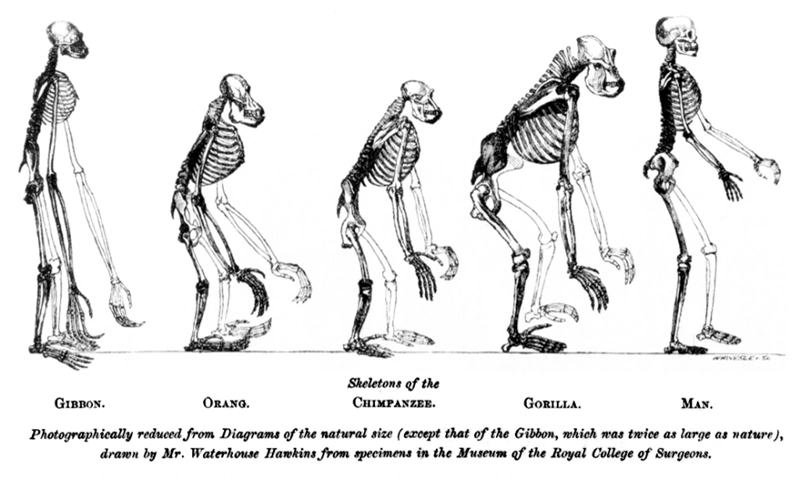 Skeletons of the
GIBBON. ORANG. CHIMPANZEE. GORILLA. MAN.
Photographically reduced from Diagrams of the natural size (except that of the Gibbon, which was twice as large as nature),
drawn by Mr. Waterhouse Hawkins from specimens in the Museum of the Royal College of Surgeons.